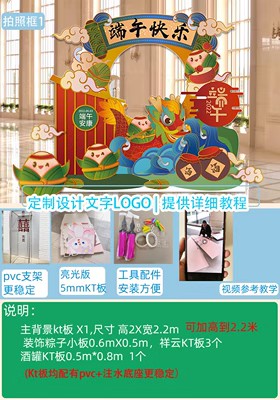 拍照框1
端午快乐
端午
安康
定制设计文字LOGO | 提供详细教程
pvc支架
更稳定
亮光版
5mmKT板
工具配件
安装方便
视频参考教学
说明:
主背景kt板 X1,尺寸 高2X宽2.2m 可加高到2.2米
装饰粽子小板0.6mX0.5m，祥云KT板3个
酒罐KT板0.5m*0.8m 1个
(Kt板均配有pvc+注水底座更稳定)